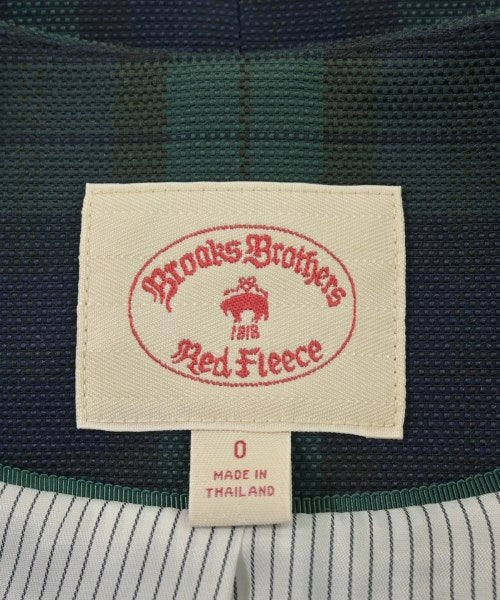 Brooks Brothers
1818
Red Fleece
0
MADE IN
THAILAND